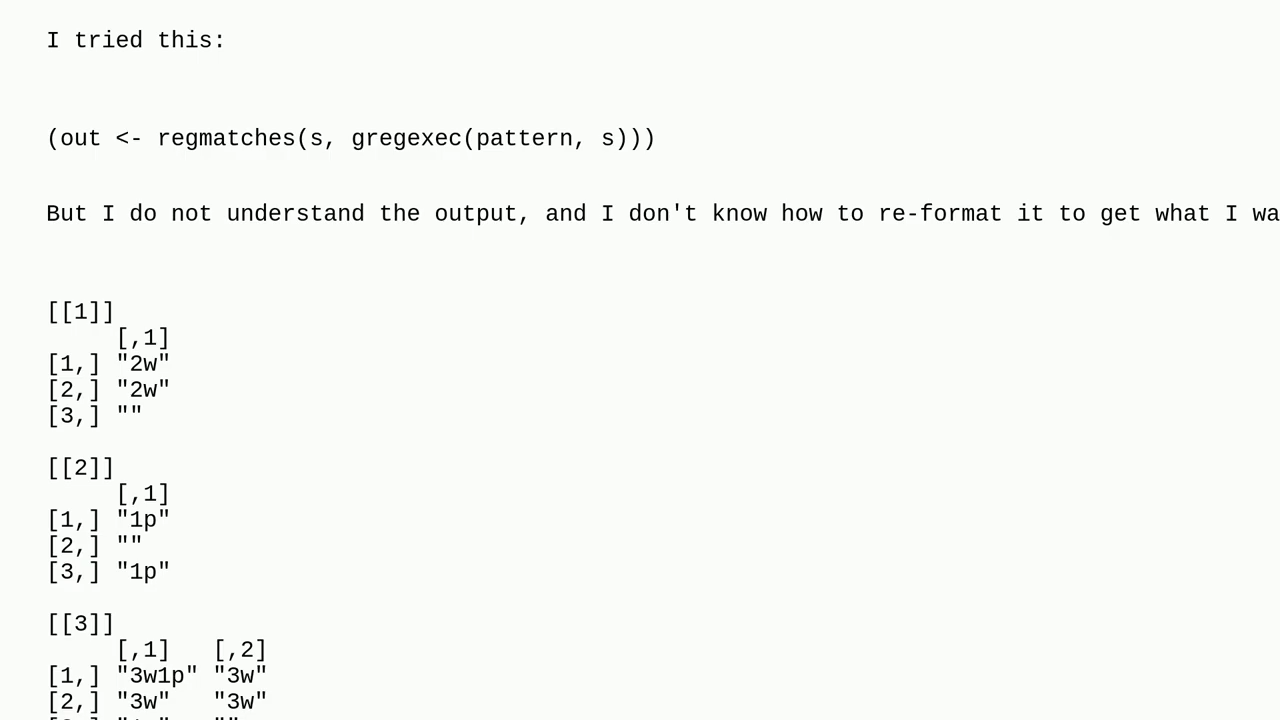 I tried this:
(out <- regmatches(s, gregexec(pattern, s)))
But I do not understand the output, and I don't know how to re-format it to get what I wa
[[1]]
[,1]
[1,] "2w"
[2,] "2w"
[3,] ""
[[2]]
[,1]
[1,] "1p"
[2,] ""
[3,] "1p"
[[3]]
[,1] [,2]
[1,] "3w1p" "3w"
[2,] "3w" "3w"